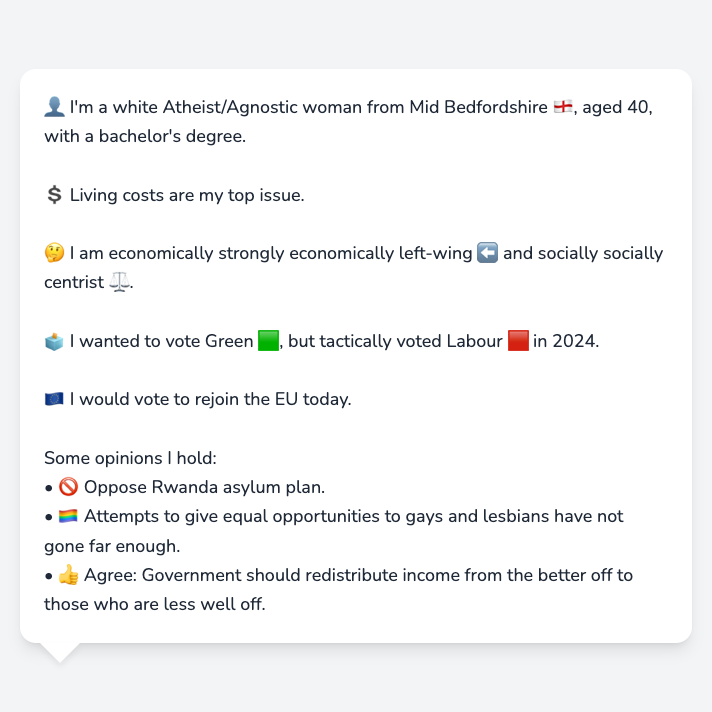 👤 I'm a white Atheist/Agnostic woman from Mid Bedfordshire 🏴󠁧󠁢󠁥󠁮󠁧󠁿, aged 40,
with a bachelor's degree.
💲 Living costs are my top issue.
🤔 I am economically strongly economically left-wing ⬅️ and socially socially
centrist ⚖️.
🗳️ I wanted to vote Green 🟩, but tactically voted Labour 🟥 in 2024.
🇪🇺 I would vote to rejoin the EU today.
Some opinions I hold:
• 🚫 Oppose Rwanda asylum plan.
• 🏳️‍🌈 Attempts to give equal opportunities to gays and lesbians have not
gone far enough.
• 👍 Agree: Government should redistribute income from the better off to
those who are less well off.